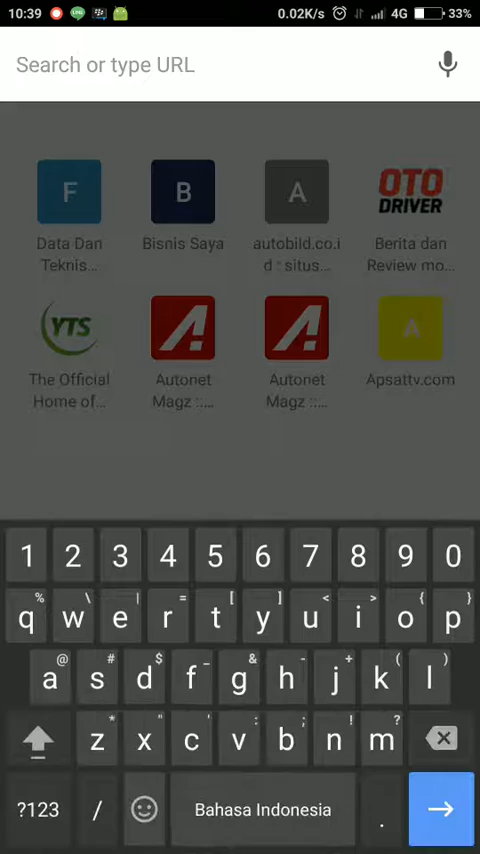 10:39 0.02K/s 4G 33%
Search or type URL
F B A OTO DRIVER
Data Dan Teknis...
Bisnis Saya
autobild.co.id : situs...
Berita dan Review mo...
YTS A
The Official Home of...
Autonet Magz ::...
Autonet Magz ::...
Apsattv.com
1 2 3 4 5 6 7 8 9 0
% \ | = [ ] < > { }
q w e r t y u i o p
@ # $ _ & - + ( )
a s d f g h j k l
* " ' : ; ! ?
z x c v b n m
?123 / Bahasa Indonesia .